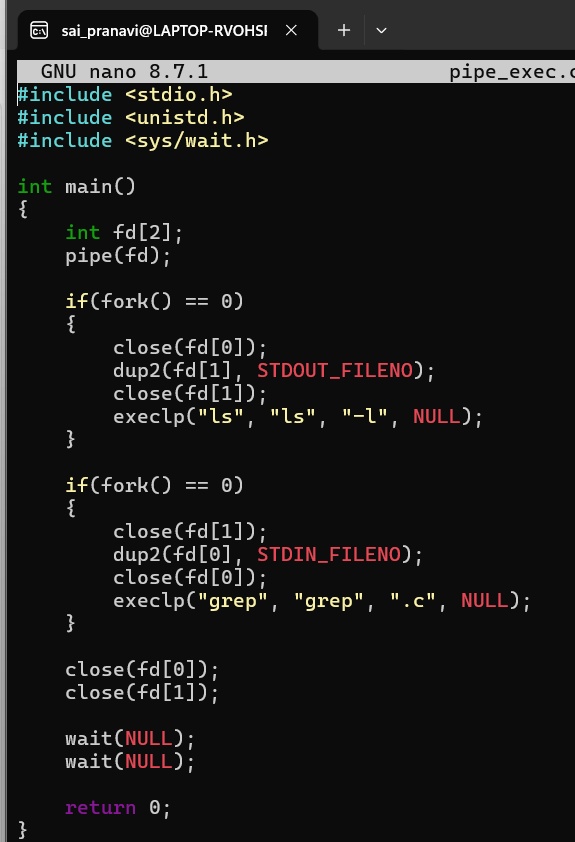 sai_pranavi@LAPTOP-RVOHSI
GNU nano 8.7.1 pipe_exec.c
#include <stdio.h>
#include <unistd.h>
#include <sys/wait.h>
int main()
{
int fd[2];
pipe(fd);
if(fork() == 0)
{
close(fd[0]);
dup2(fd[1], STDOUT_FILENO);
close(fd[1]);
execlp("ls", "ls", "-l", NULL);
}
if(fork() == 0)
{
close(fd[1]);
dup2(fd[0], STDIN_FILENO);
close(fd[0]);
execlp("grep", "grep", ".c", NULL);
}
close(fd[0]);
close(fd[1]);
wait(NULL);
wait(NULL);
return 0;
}